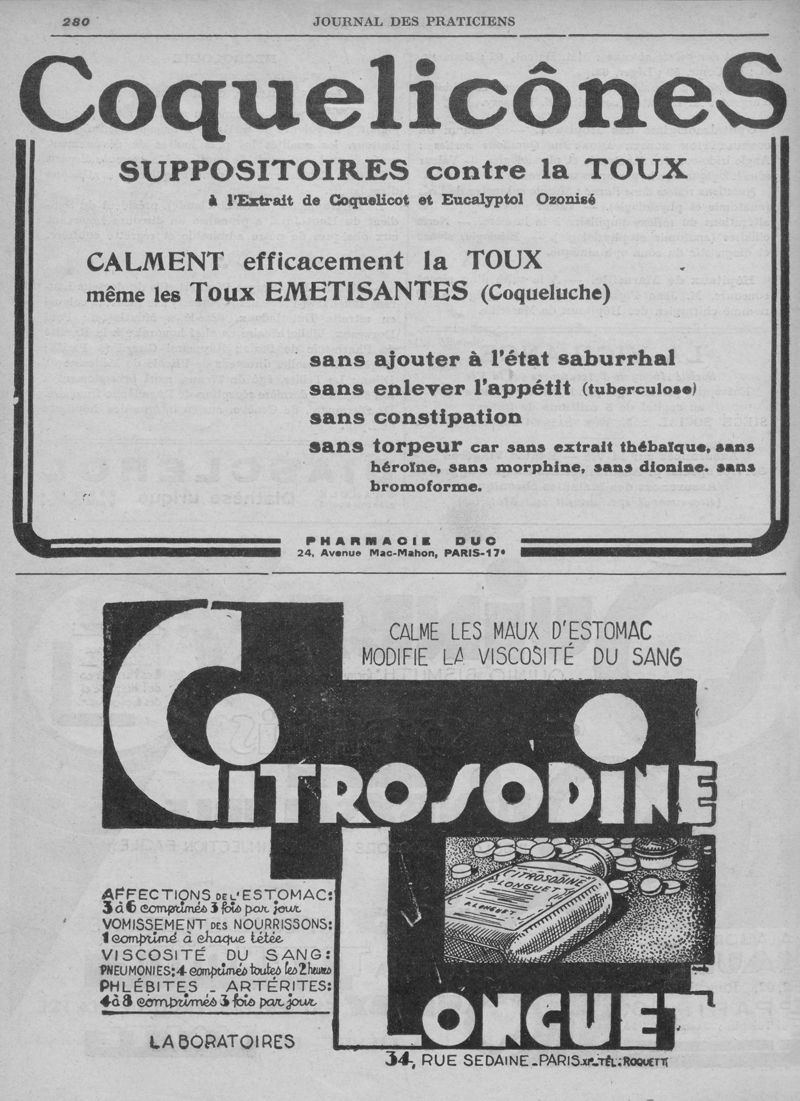 280
JOURNAL DES PRATICIENS
CoquelicôneS
SUPPOSITOIRES contre la TOUX
à l'Extrait de Coquelicot et Eucalyptol Ozonisé
CALMENT efficacement la TOUX
même les Toux EMETISANTES (Coqueluche)
sans ajouter à l'état saburrhal
sans enlever l'appétit (tuberculose)
sans constipation
sans torpeur car sans extrait thébaïque, sans
héroïne, sans morphine, sans dionine. sans
bromoforme.
PHARMACIE DUC
24, Avenue Mac-Mahon, PARIS-17e
CALME LES MAUX D'ESTOMAC
MODIFIE LA VISCOSITÉ DU SANG
CITROSODINE
CITROSODINE
LONGUET
A. LONGUET
AFFECTIONS DE L'ESTOMAC:
3 à 6 comprimés 3 fois par jour
VOMISSEMENT DES NOURRISSONS:
1 comprimé à chaque tétée
VISCOSITÉ DU SANG:
PNEUMONIES: 4 comprimés toutes les 2 heures
PHLÉBITES - ARTÉRITES:
4 à 8 comprimés 3 fois par jour
LABORATOIRES
LONGUET
34, RUE SEDAINE - PARIS. XIe - TÉL: ROQUETTE